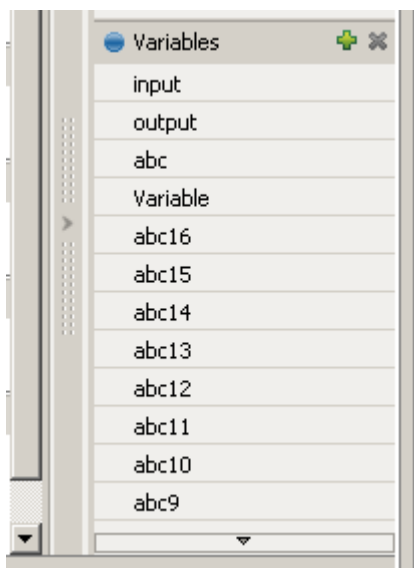 Variables
input
output
abc
Variable
abc16
abc15
abc14
abc13
abc12
abc11
abc10
abc9